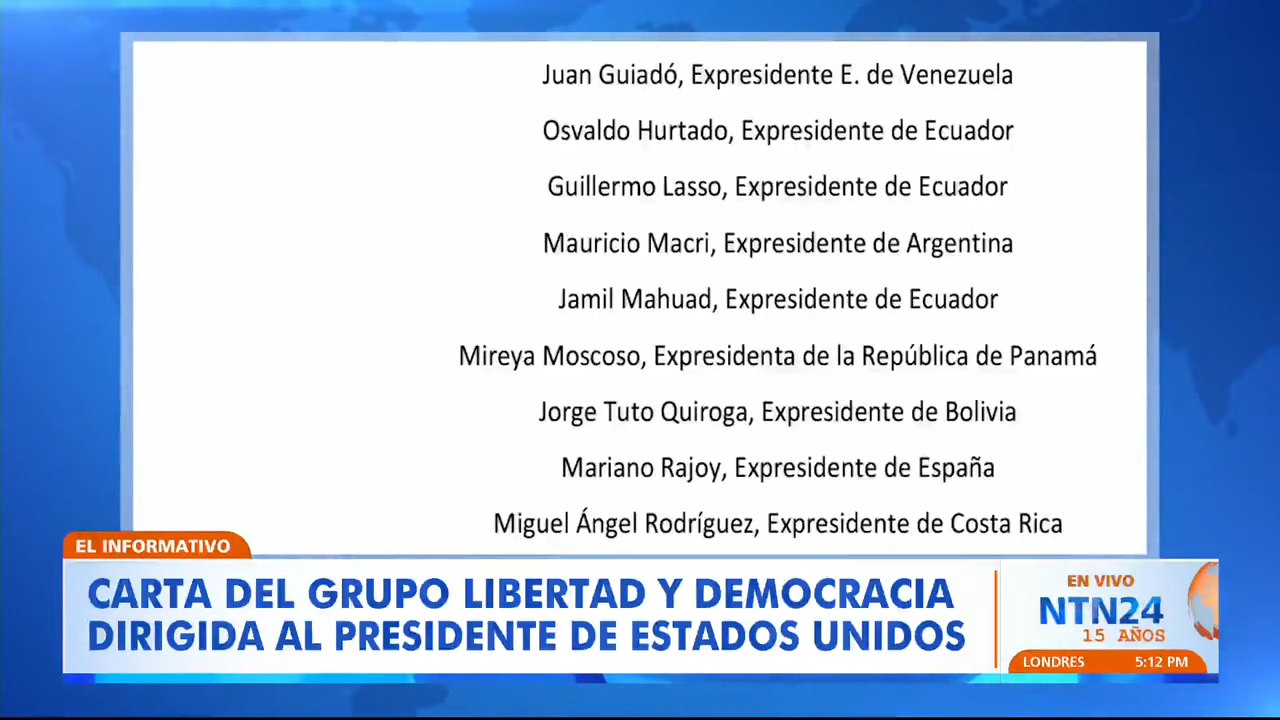 Juan Guiadó, Expresidente E. de Venezuela
Osvaldo Hurtado, Expresidente de Ecuador
Guillermo Lasso, Expresidente de Ecuador
Mauricio Macri, Expresidente de Argentina
Jamil Mahuad, Expresidente de Ecuador
Mireya Moscoso, Expresidenta de la República de Panamá
Jorge Tuto Quiroga, Expresidente de Bolivia
Mariano Rajoy, Expresidente de España
Miguel Ángel Rodríguez, Expresidente de Costa Rica
EL INFORMATIVO
CARTA DEL GRUPO LIBERTAD Y DEMOCRACIA
DIRIGIDA AL PRESIDENTE DE ESTADOS UNIDOS
EN VIVO
NTN24
15 AÑOS
LONDRES 5:12 PM